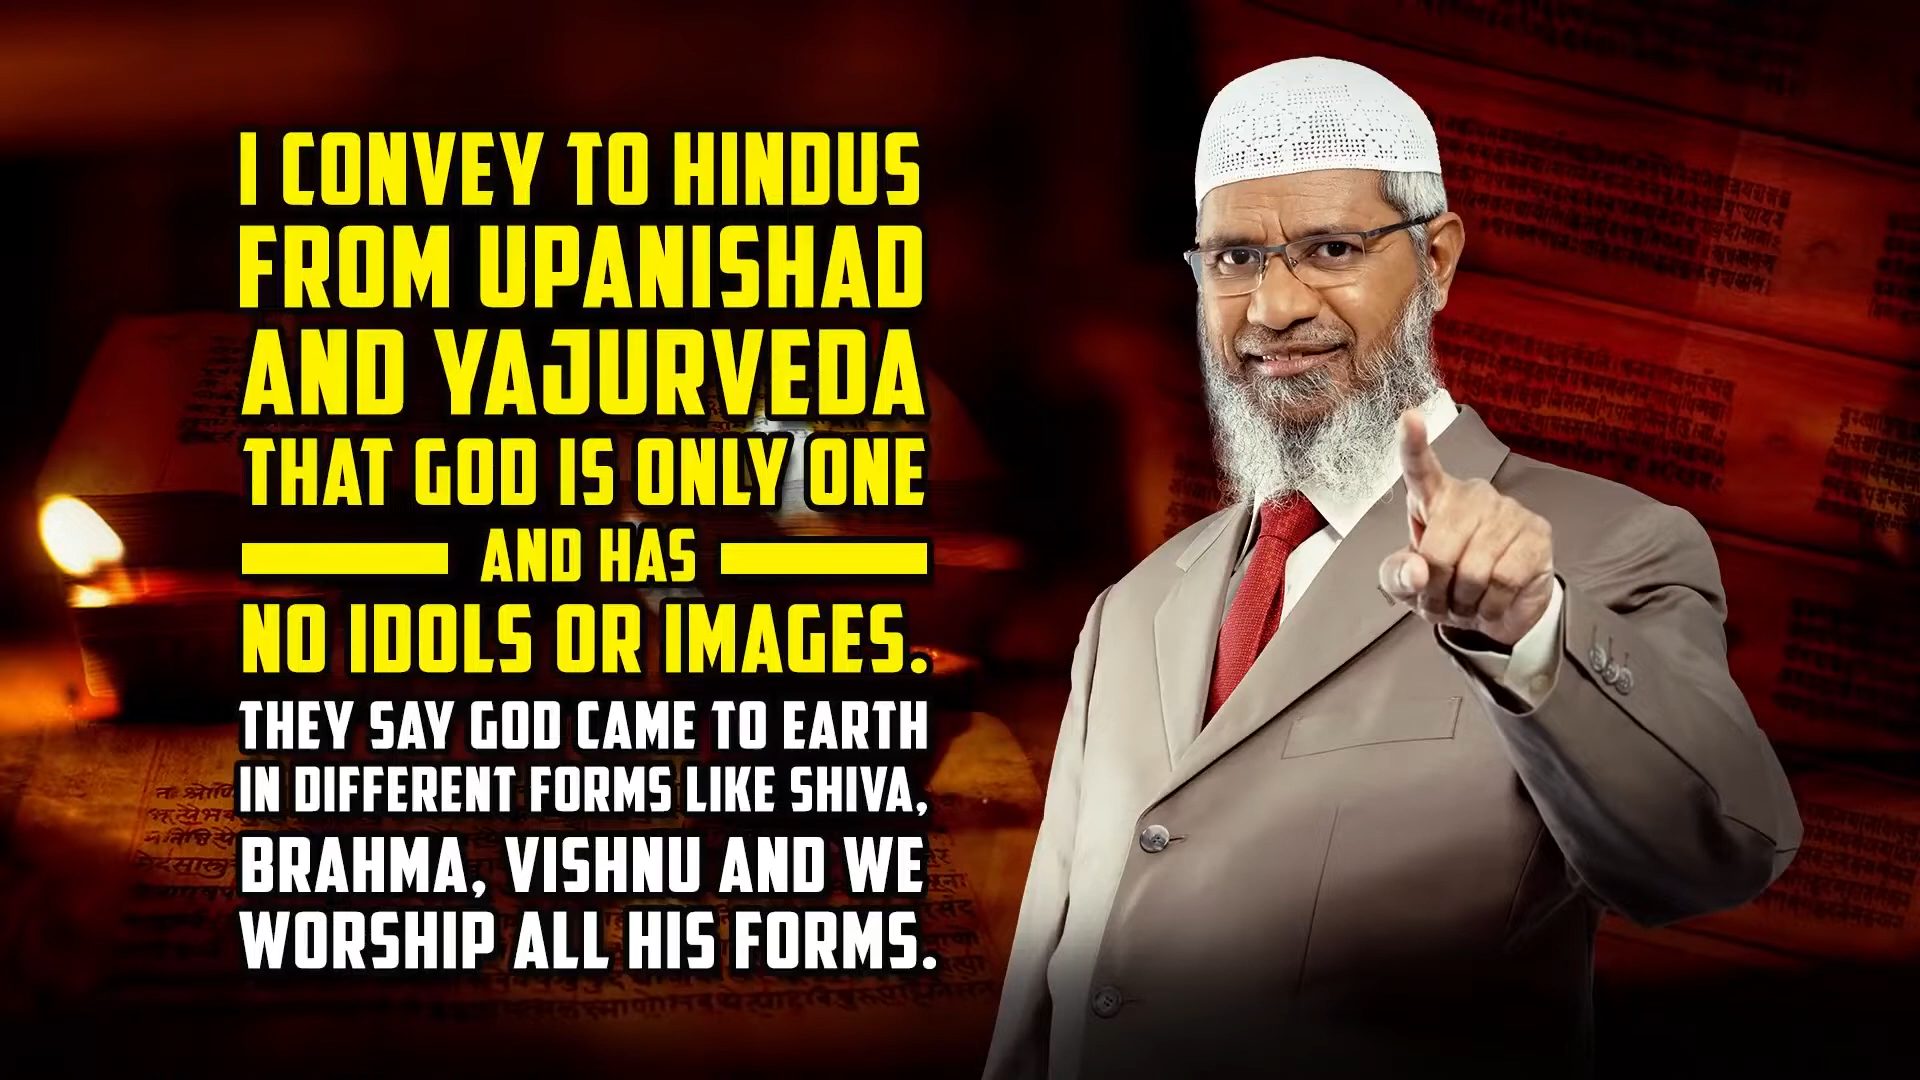 I CONVEY TO HINDUS
FROM UPANISHAD
AND YAJURVEDA
THAT GOD IS ONLY ONE
AND HAS
NO IDOLS OR IMAGES.
THEY SAY GOD CAME TO EARTH
IN DIFFERENT FORMS LIKE SHIVA,
BRAHMA, VISHNU AND WE
WORSHIP ALL HIS FORMS.